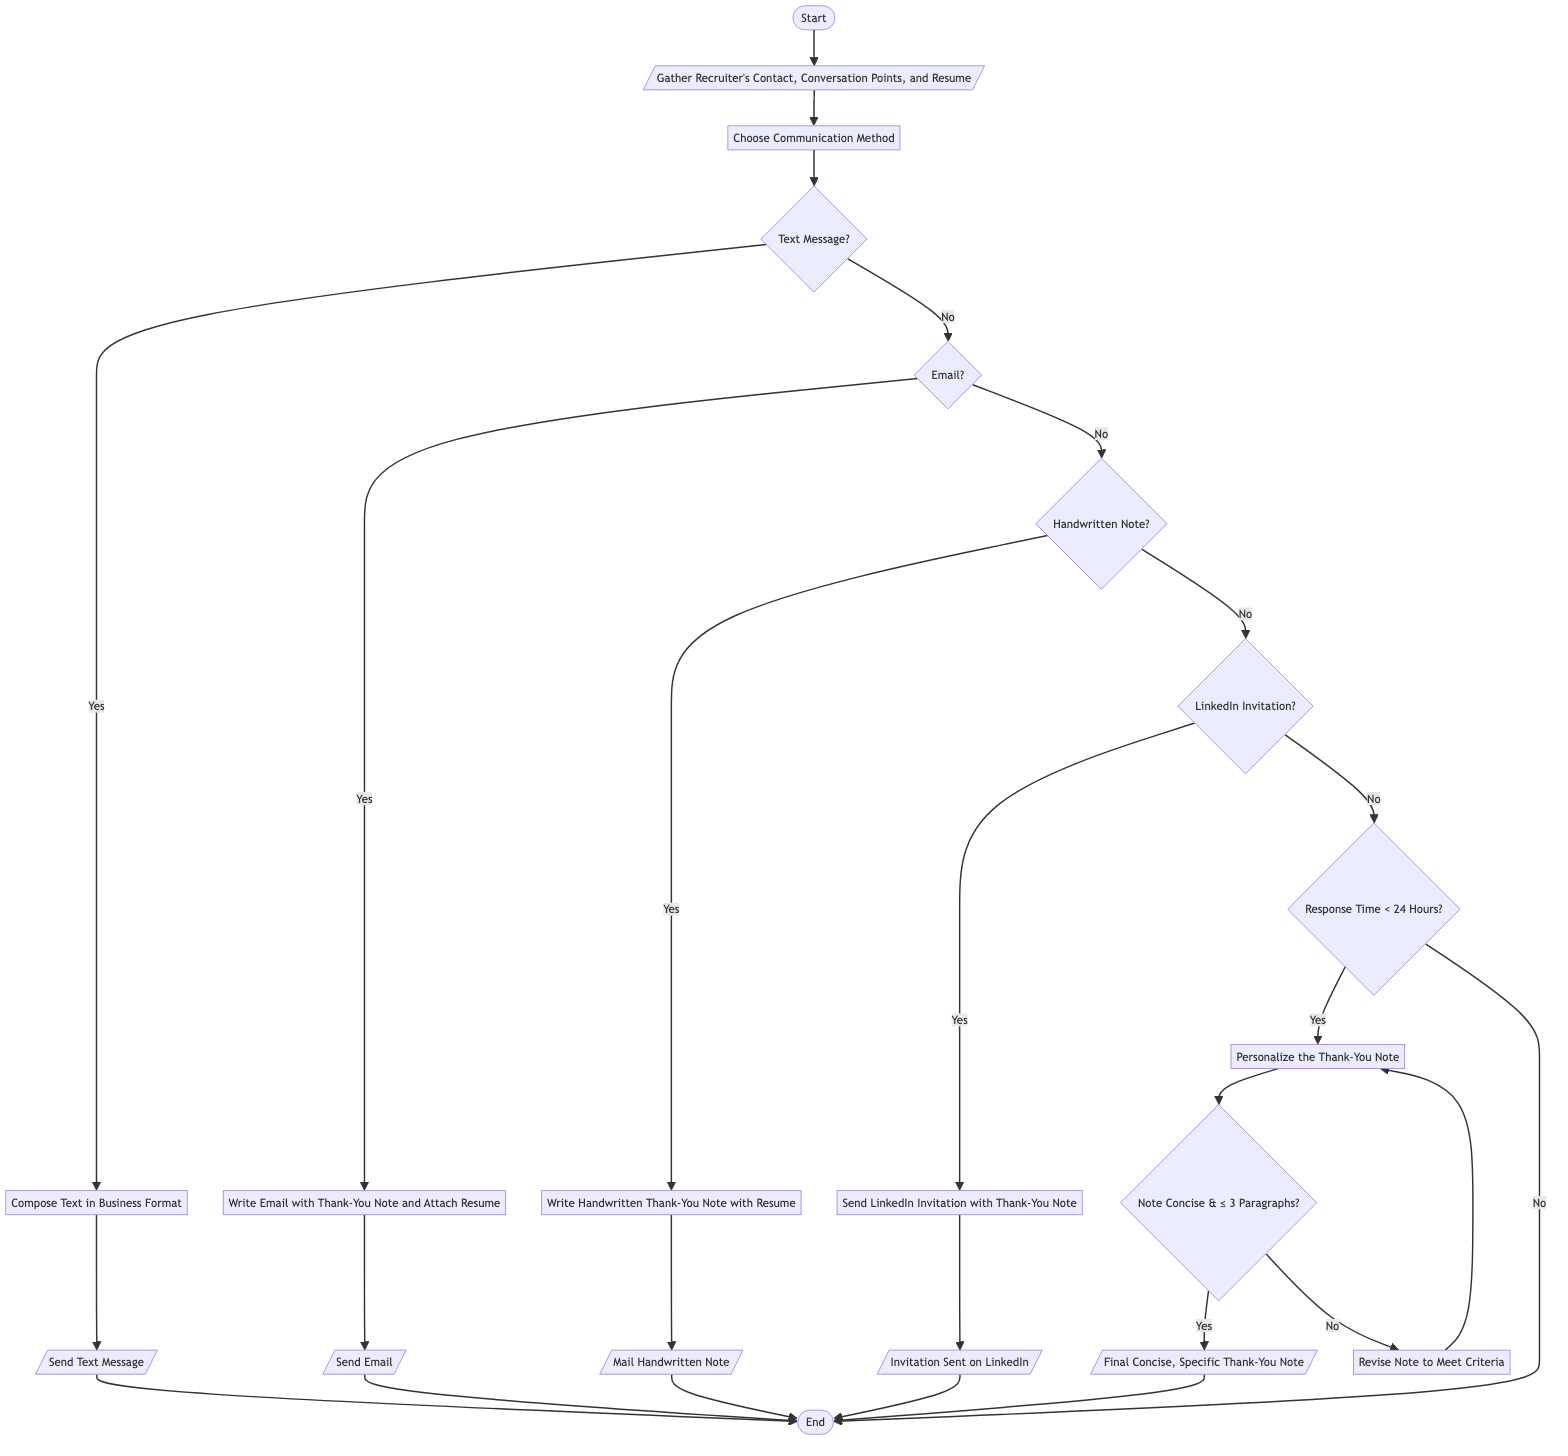 Start
Gather Recruiter's Contact, Conversation Points, and Resume
Choose Communication Method
Text Message?
No
Email?
No
Handwritten Note?
No
LinkedIn Invitation?
Yes
Yes
No
Yes
Response Time < 24 Hours?
Yes
Yes
Personalize the Thank-You Note
Compose Text in Business Format
Write Email with Thank-You Note and Attach Resume
Write Handwritten Thank-You Note with Resume
Send LinkedIn Invitation with Thank-You Note
Note Concise & ≤ 3 Paragraphs?
No
Yes
No
Send Text Message
Send Email
Mail Handwritten Note
Invitation Sent on LinkedIn
Final Concise, Specific Thank-You Note
Revise Note to Meet Criteria
End